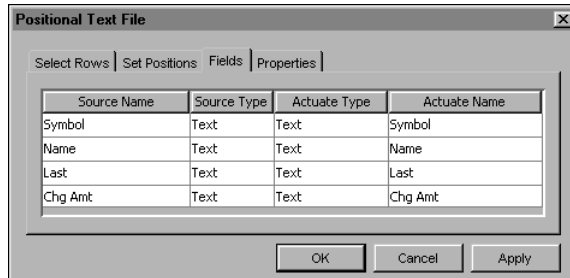 Positional Text File
Select Rows Set Positions Fields Properties
Source Name Source Type Actuate Type Actuate Name
Symbol Text Text Symbol
Name Text Text Name
Last Text Text Last
Chg Amt Text Text Chg Amt
OK Cancel Apply